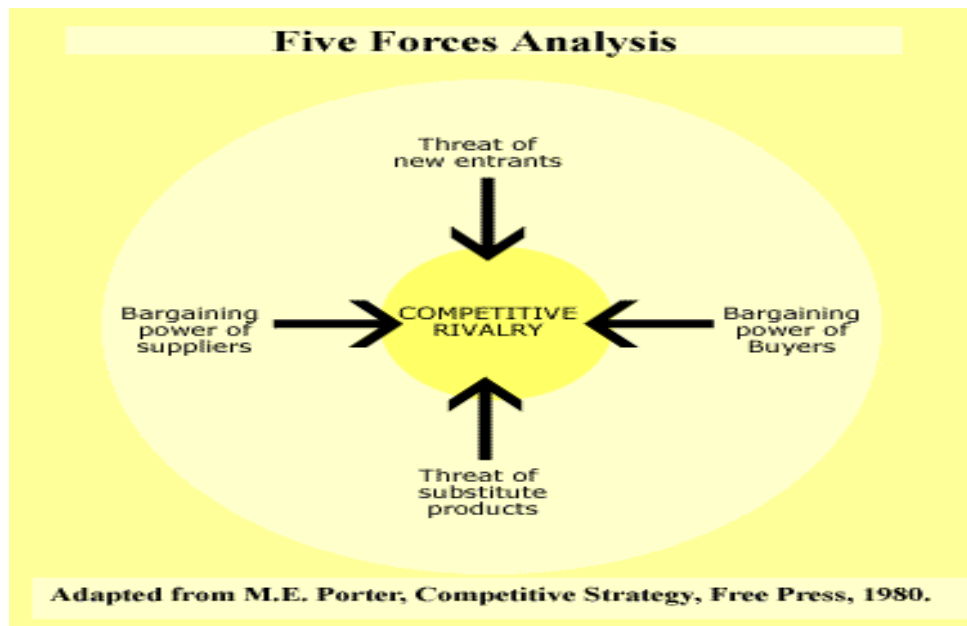 Five Forces Analysis
Threat of
new entrants
Bargaining
power of
suppliers
COMPETITIVE
RIVALRY
Bargaining
power of
Buyers
Threat of
substitute
products
Adapted from M.E. Porter, Competitive Strategy, Free Press, 1980.